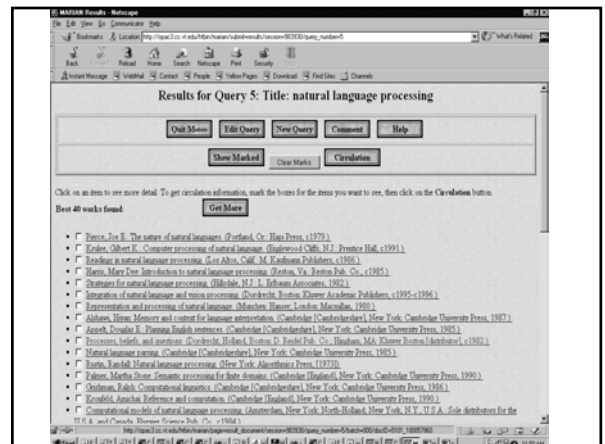 MARIAN Results - Netscape
File Edit View Go Communicator Help
Bookmarks Location: http://opac3.cc.vt.edu/htbin/marian/submit=results/session=983930/query_number=5 What's Related
Back Reload Home Search Netscape Print Security
Instant Message WebMail Contact People Yellow Pages Download Find Sites Channels
Results for Query 5: Title: natural language processing
Quit Marian Edit Query New Query Comment Help
Show Marked Clear Marks Circulation
Click on an item to see more detail. To get circulation information, mark the boxes for the items you want to see, then click on the Circulation button.
Best 40 works found: Get More
Pierce, Joe E. The nature of natural languages. (Portland, Or.: Hapi Press, c1979.)
Krulee, Gilbert K.: Computer processing of natural language. (Englewood Cliffs, N.J.: Prentice Hall, c1991.)
Readings in natural language processing. (Los Altos, Calif.: M. Kaufmann Publishers, c1986.)
Harris, Mary Dee: Introduction to natural language processing. (Reston, Va.: Reston Pub. Co., c1985.)
Strategies for natural language processing. (Hillsdale, N.J.: L. Erlbaum Associates, 1982.)
Integration of natural language and vision processing. (Dordrecht, Boston: Kluwer Academic Publishers, c1995-c1996.)
Representation and processing of natural language. (Munchen: Hanser; London: Macmillan, 1980.)
Alshawi, Hiyan: Memory and context for language interpretation. (Cambridge [Cambridgeshire], New York: Cambridge University Press, 1987.)
Appelt, Douglas E.: Planning English sentences. (Cambridge [Cambridgeshire], New York: Cambridge University Press, 1985.)
Processes, beliefs, and questions. (Dordrecht, Holland, Boston: D. Reidel Pub. Co., Hingham, MA: Kluwer Boston [distributor], c1982.)
Natural language parsing. (Cambridge [Cambridgeshire], New York: Cambridge University Press, 1985.)
Rustin, Randall: Natural language processing. (New York: Algorithmics Press, [1973])
Palmer, Martha Stone: Semantic processing for finite domains. (Cambridge [England], New York: Cambridge University Press, 1990.)
Grishman, Ralph: Computational linguistics. (Cambridge [Cambridgeshire], New York: Cambridge University Press, 1986.)
Kronfeld, Amichai: Reference and computation. (Cambridge [England], New York: Cambridge University Press, 1990.)
Computational models of natural language processing. (Amsterdam, New York: North-Holland; New York, N.Y., U.S.A.: Sole distributors for the
U.S.A. and Canada, Elsevier Science Pub. Co., c1984.)